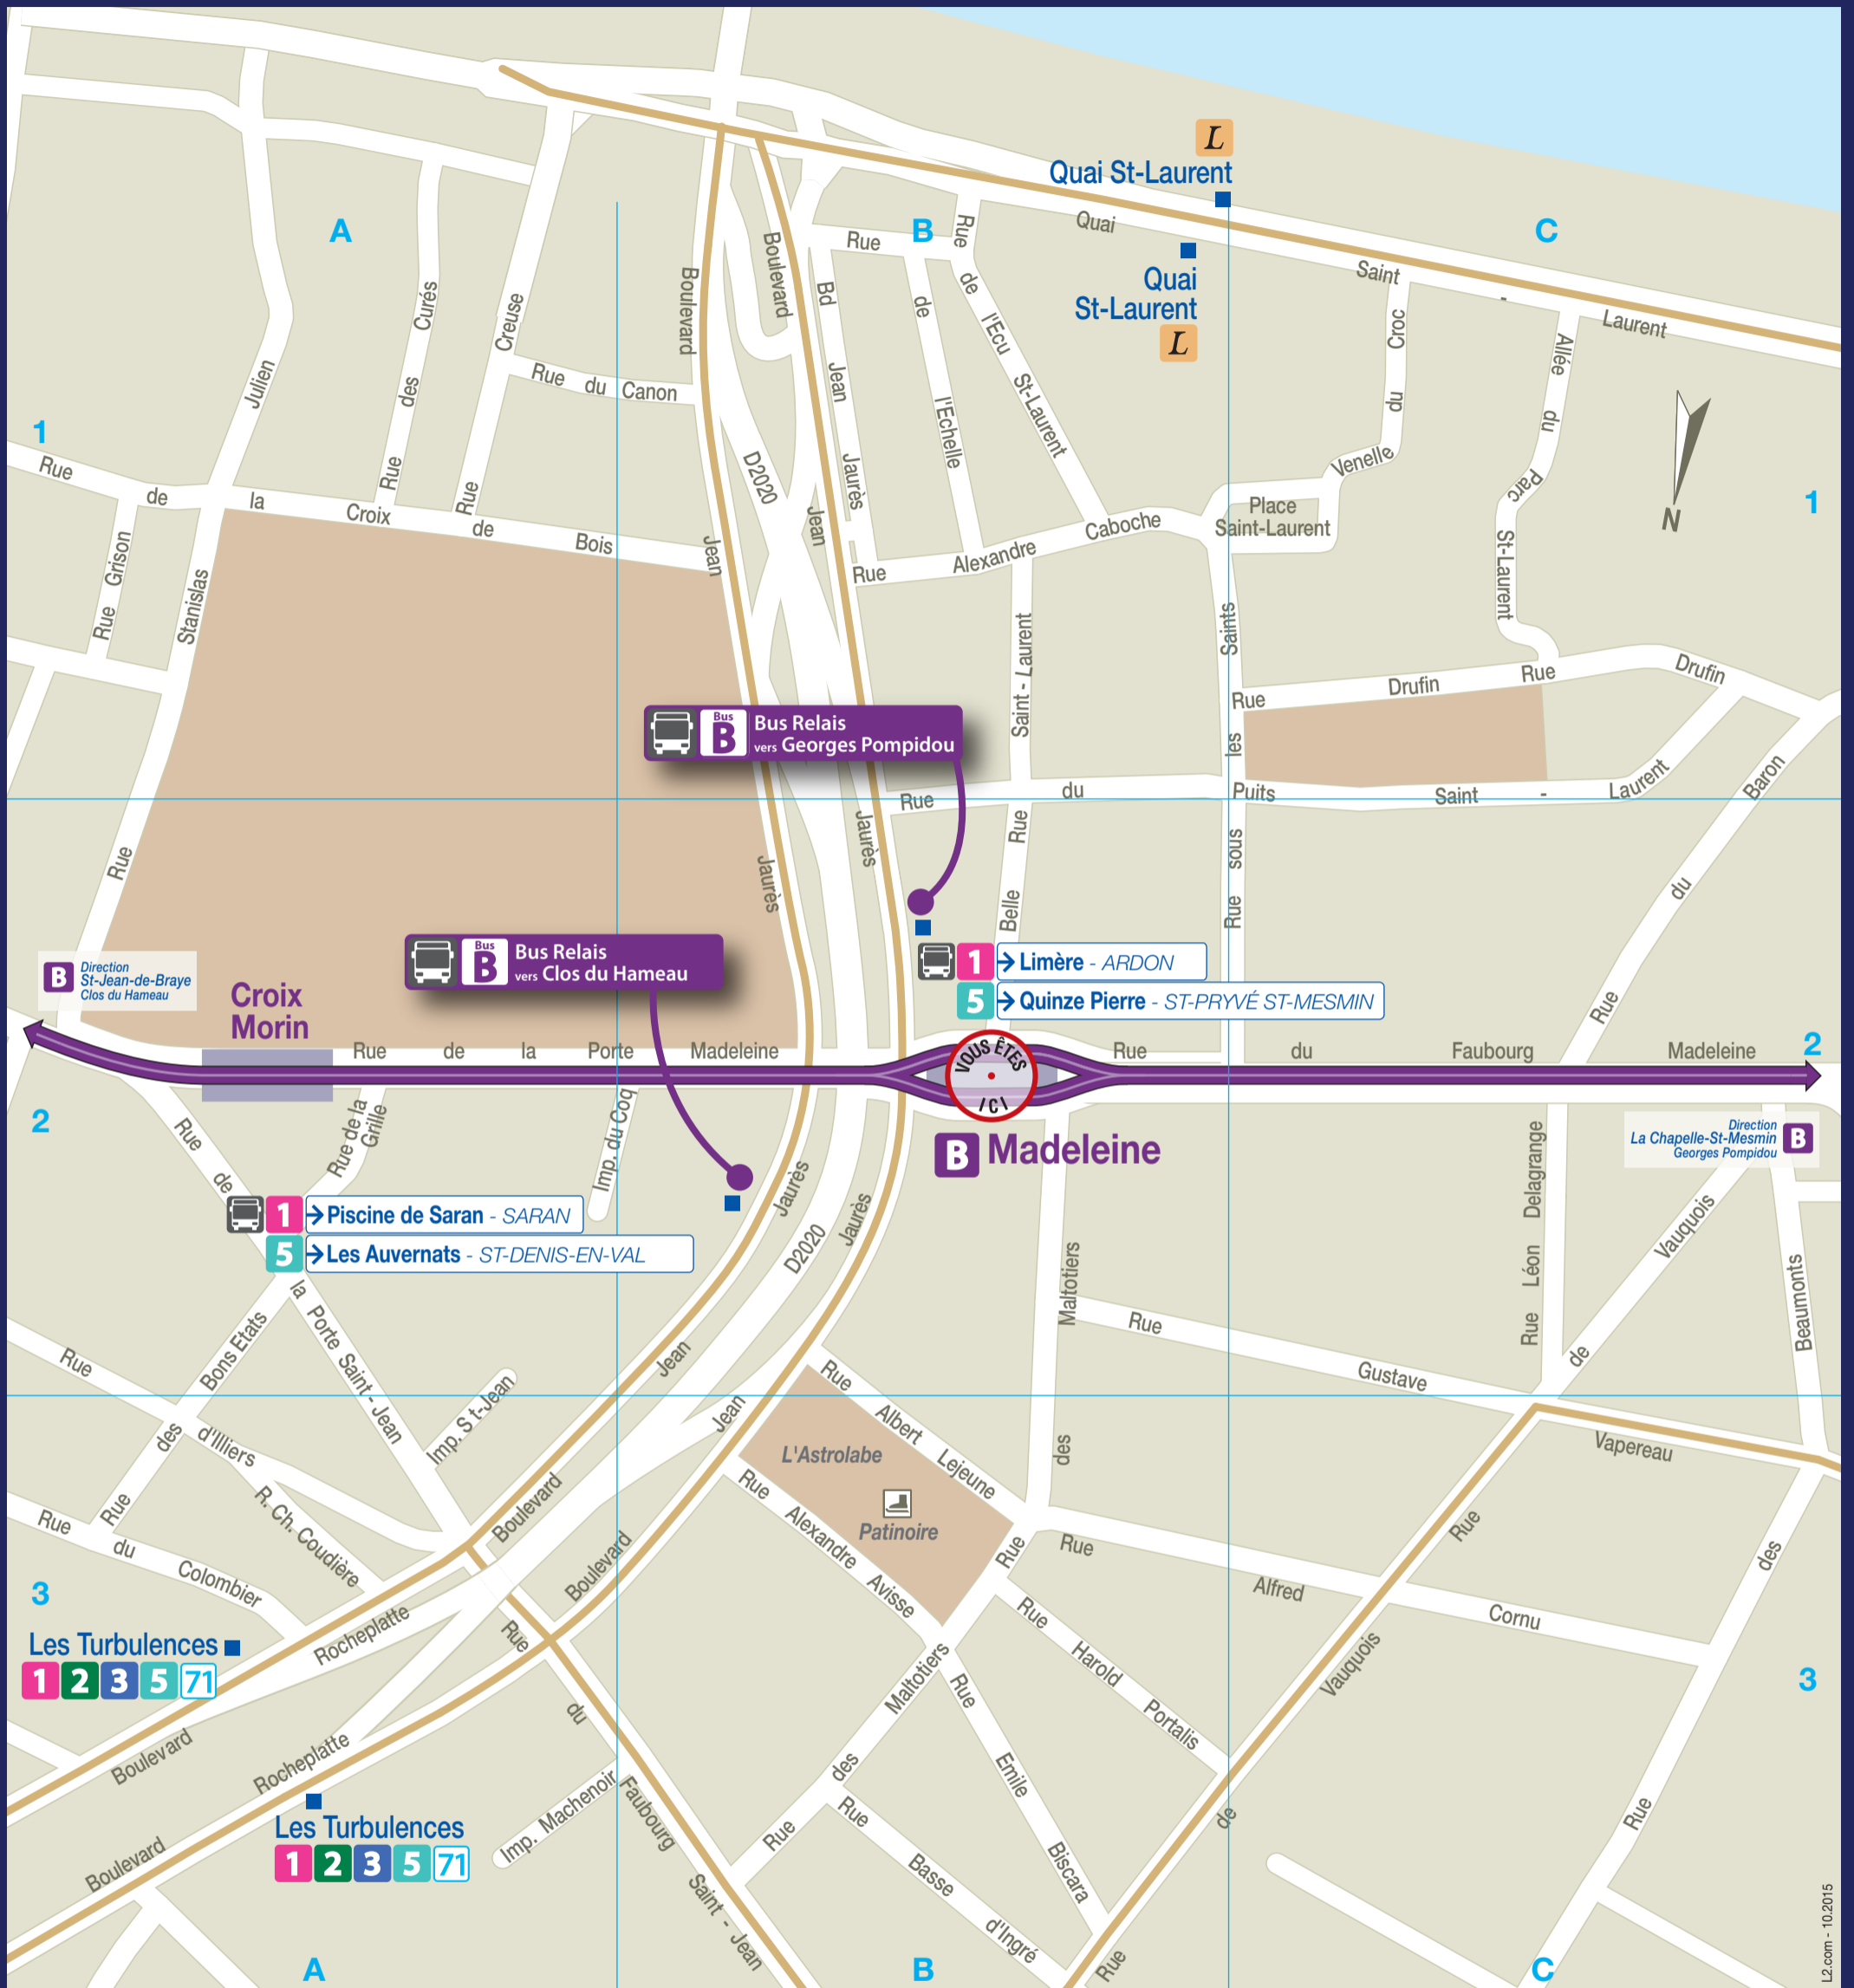 L
Quai St-Laurent
A
B
C
Quai
Saint
-
Laurent
Quai
St-Laurent
L
Rue
Rue
de
l'Ecu
St-Laurent
de
l'Echelle
Boulevard
Boulevard
Bd
Jean
Jaurès
Julien
Rue
des
Curés
Rue
Creuse
Rue du Canon
Croc
du
Venelle
Allée
du
Parc
St-Laurent
N
1
1
Rue
de
la
Croix
de
Bois
D2020
Jean
Jean
Rue
Alexandre
Caboche
Place
Saint-Laurent
Rue Grison
Stanislas
Rue
Saint - Laurent
Saints
les
sous
Rue
Rue
Drufin
Rue
Drufin
Bus
B
Bus Relais
vers Georges Pompidou
Rue
du
Puits
Saint
-
Laurent
Baron
du
Rue
Rue
Belle
Jaurès
Jaurès
Bus
B
Bus Relais
vers Clos du Hameau
1 Limère - ARDON
5 Quinze Pierre - ST-PRYVÉ ST-MESMIN
B
Direction
St-Jean-de-Braye
Clos du Hameau
Croix
Morin
Rue de la Porte Madeleine
VOUS ÊTES
ICI
Rue du Faubourg Madeleine
2
2
B Madeleine
Direction
La Chapelle-St-Mesmin
Georges Pompidou
B
Rue de la
Grille
Imp. du Coq
Rue
de
la
Porte
Saint - Jean
1 Piscine de Saran - SARAN
5 Les Auvernats - ST-DENIS-EN-VAL
Jaurès
D2020
Jaurès
Jean
Jean
Maltotiers
des
Rue
Rue
Gustave
Vapereau
Rue Léon Delagrange
Vauquois
de
Beaumonts
des
Rue
Rue
d'Illiers
Bons Etats
des
Rue
Imp. S t-Jean
R. Ch. Coudière
Rue
du
Colombier
Boulevard
Boulevard
Rue
Albert
Lejeune
L'Astrolabe
Patinoire
Rue
Alexandre
Avisse
Rue
Alfred
Cornu
Rue
Vauquois
de
Rue
Rue
Harold
Portalis
3
3
Les Turbulences
1 2 3 5 71
Rocheplatte
Boulevard
Rocheplatte
Boulevard
Les Turbulences
1 2 3 5 71
Rue
du
Faubourg
Saint - Jean
Imp. Machenoir
Maltotiers
des
Rue
Rue
Emile
Biscara
Rue
Basse
d'Ingré
A
B
C
L2.com - 10.2015